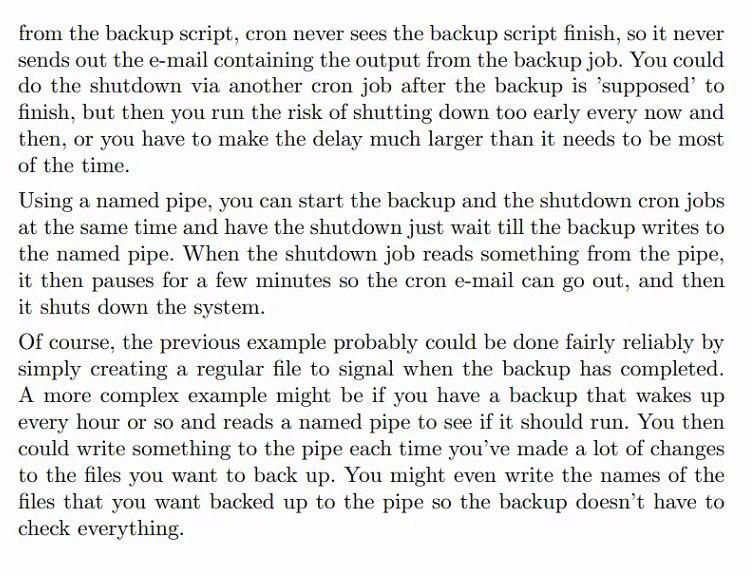 from the backup script, cron never sees the backup script finish, so it never
sends out the e-mail containing the output from the backup job. You could
do the shutdown via another cron job after the backup is ’supposed’ to
finish, but then you run the risk of shutting down too early every now and
then, or you have to make the delay much larger than it needs to be most
of the time.
Using a named pipe, you can start the backup and the shutdown cron jobs
at the same time and have the shutdown just wait till the backup writes to
the named pipe. When the shutdown job reads something from the pipe,
it then pauses for a few minutes so the cron e-mail can go out, and then
it shuts down the system.
Of course, the previous example probably could be done fairly reliably by
simply creating a regular file to signal when the backup has completed.
A more complex example might be if you have a backup that wakes up
every hour or so and reads a named pipe to see if it should run. You then
could write something to the pipe each time you’ve made a lot of changes
to the files you want to back up. You might even write the names of the
files that you want backed up to the pipe so the backup doesn’t have to
check everything.